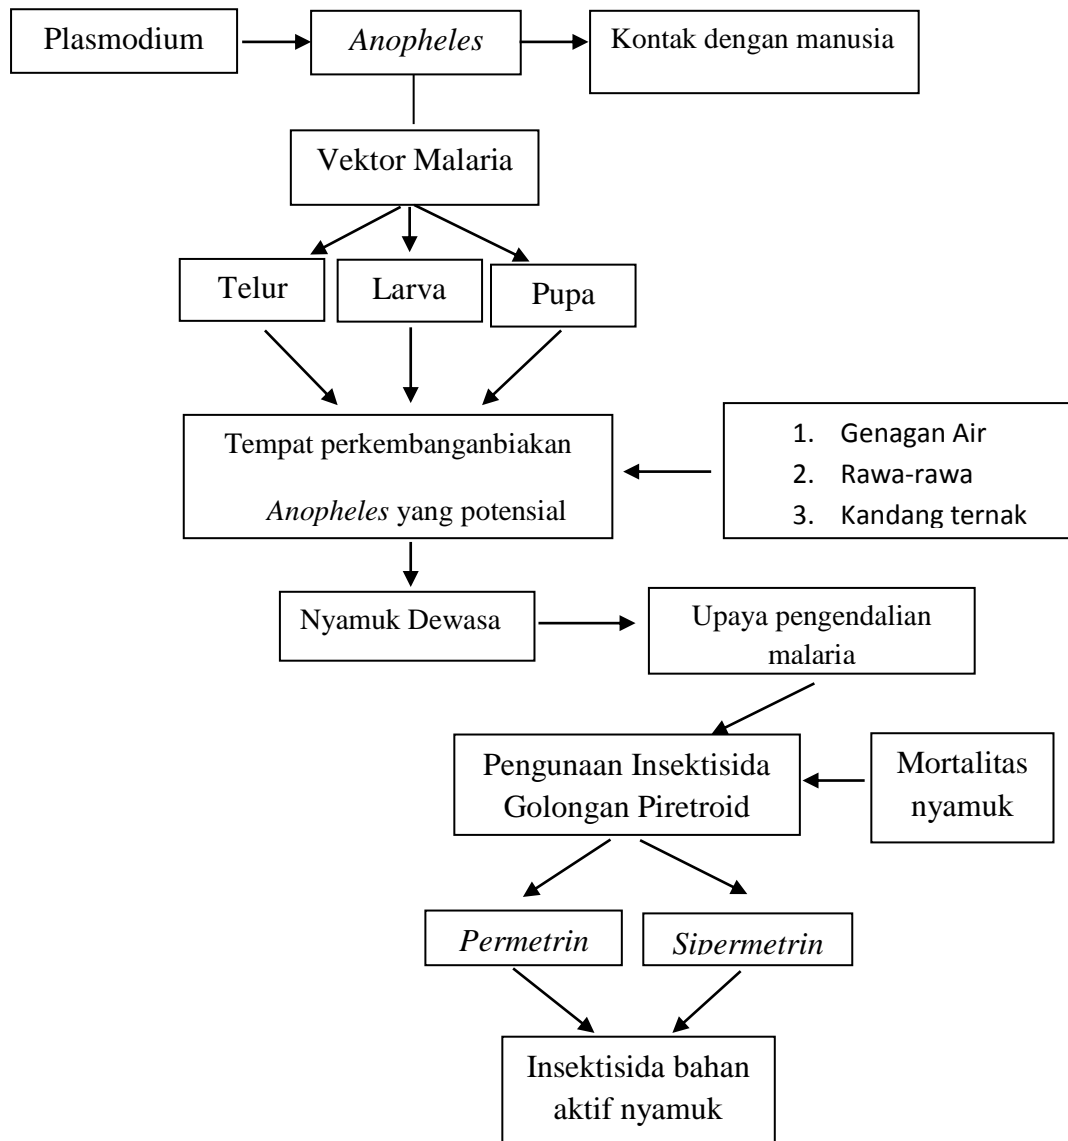 Plasmodium
Anopheles
Kontak dengan manusia
Vektor Malaria
Telur
Larva
Pupa
Tempat perkembanganbiakan
Anopheles yang potensial
1. Genagan Air
2. Rawa-rawa
3. Kandang ternak
Nyamuk Dewasa
Upaya pengendalian
malaria
Pengunaan Insektisida
Golongan Piretroid
Mortalitas
nyamuk
Permetrin
Sipermetrin
Insektisida bahan
aktif nyamuk